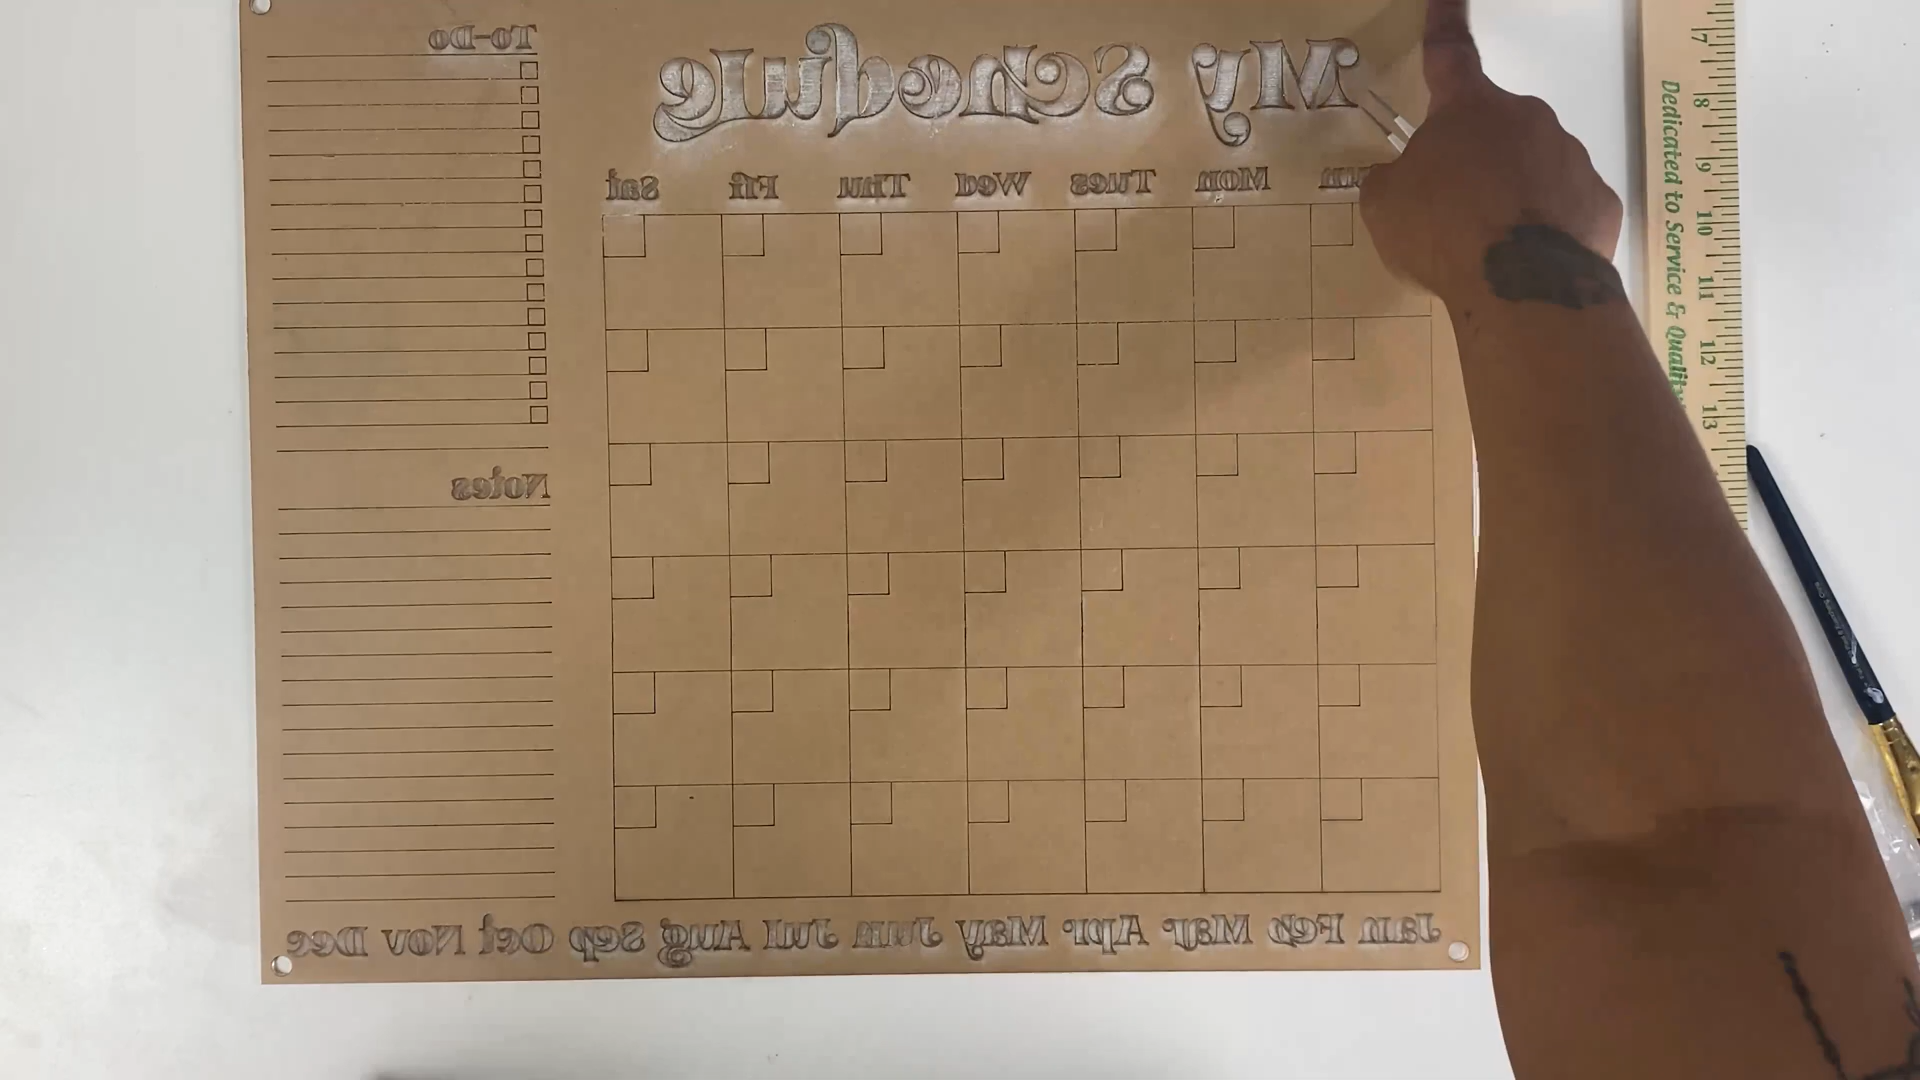 To-Do
My Schedule
Sun Mon Tues Wed Thu Fri Sat
Notes
Jan Feb Mar Apr May Jun Jul Aug Sep Oct Nov Dec
7 8 9 10 11 12 13
Dedicated to Service & Quality